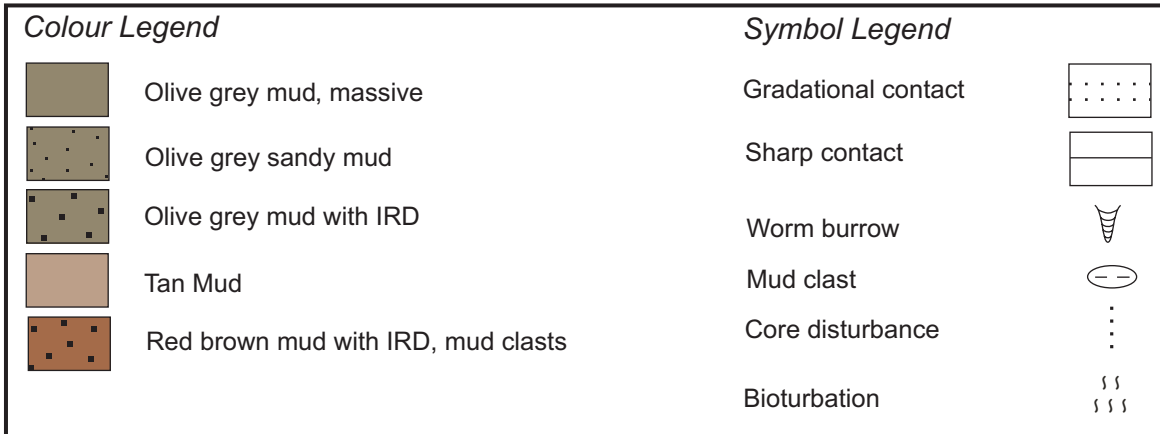 Colour Legend
Olive grey mud, massive
Olive grey sandy mud
Olive grey mud with IRD
Tan Mud
Red brown mud with IRD, mud clasts
Symbol Legend
Gradational contact
Sharp contact
Worm burrow
Mud clast
Core disturbance
Bioturbation